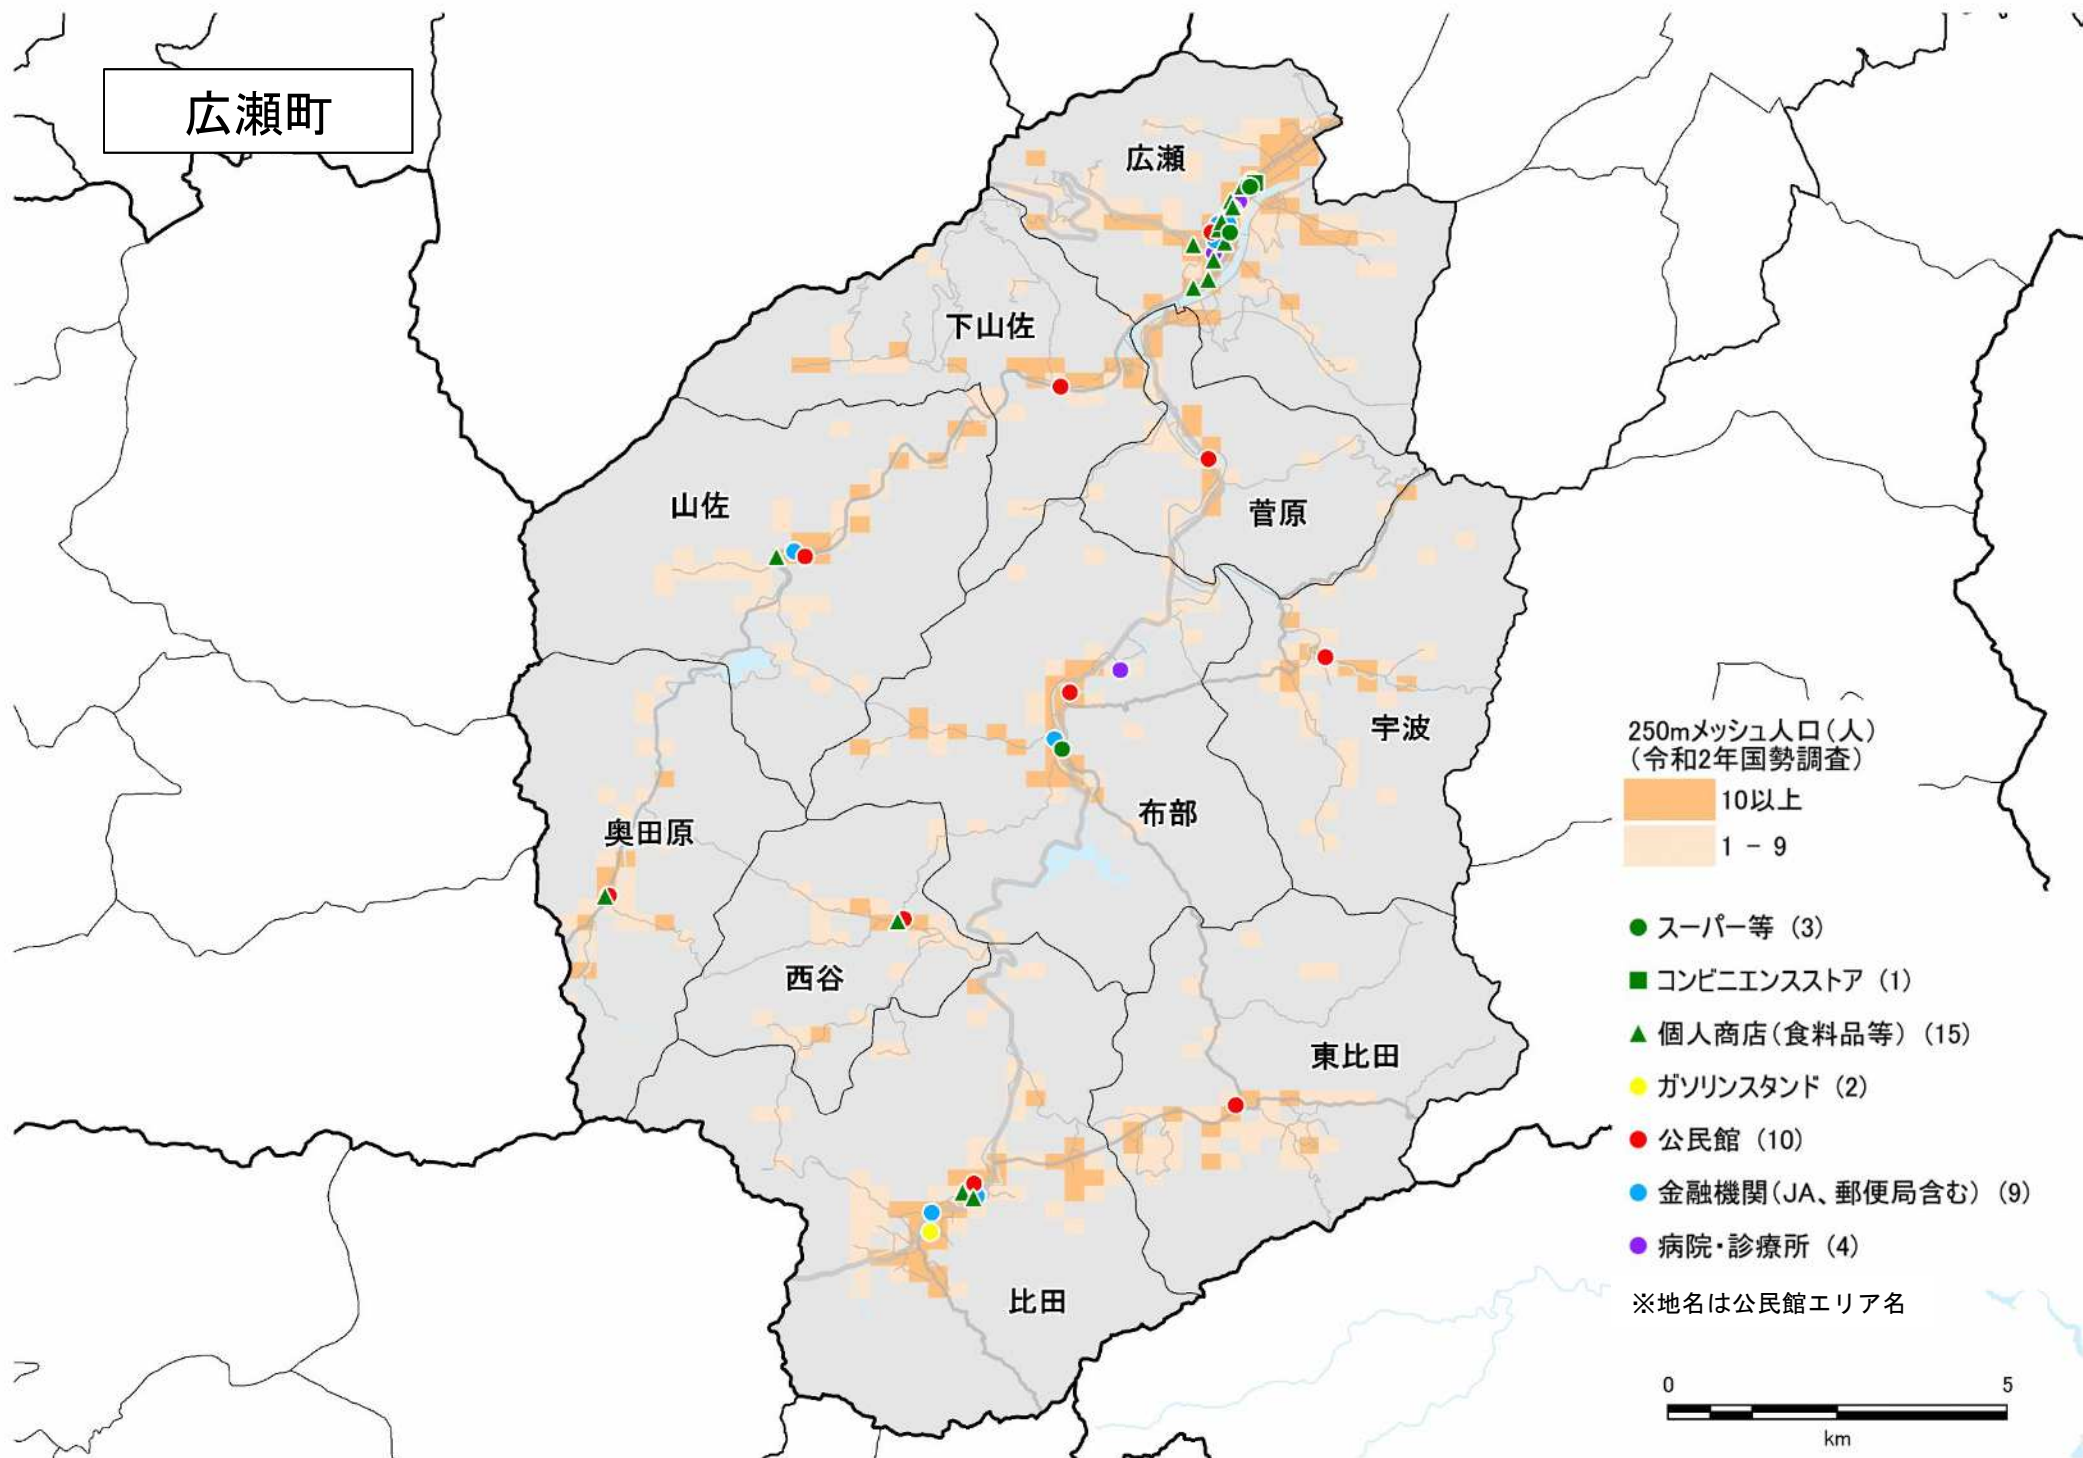 広瀬町
広瀬
下山佐
山佐
菅原
宇波
布部
奥田原
西谷
東比田
比田
250mメッシュ人口(人)
(令和2年国勢調査)
10以上
1 - 9
スーパー等 (3)
コンビニエンスストア (1)
個人商店(食料品等) (15)
ガソリンスタンド (2)
公民館 (10)
金融機関(JA、郵便局含む) (9)
病院・診療所 (4)
※地名は公民館エリア名
0 5
km